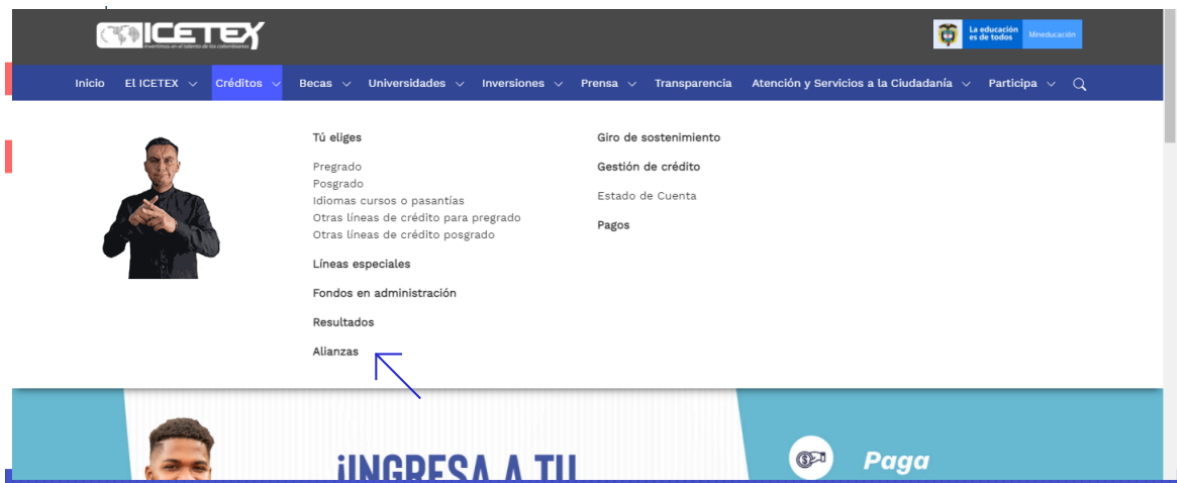 ICETEX
La educación
es de todos
Mineducación
Inicio El ICETEX Créditos Becas Universidades Inversiones Prensa Transparencia Atención y Servicios a la Ciudadanía Participa
Tú eliges
Pregrado
Posgrado
Idiomas cursos o pasantías
Otras líneas de crédito para pregrado
Otras líneas de crédito posgrado
Líneas especiales
Fondos en administración
Resultados
Alianzas
Giro de sostenimiento
Gestión de crédito
Estado de Cuenta
Pagos
¡INGRESA A TU
Paga